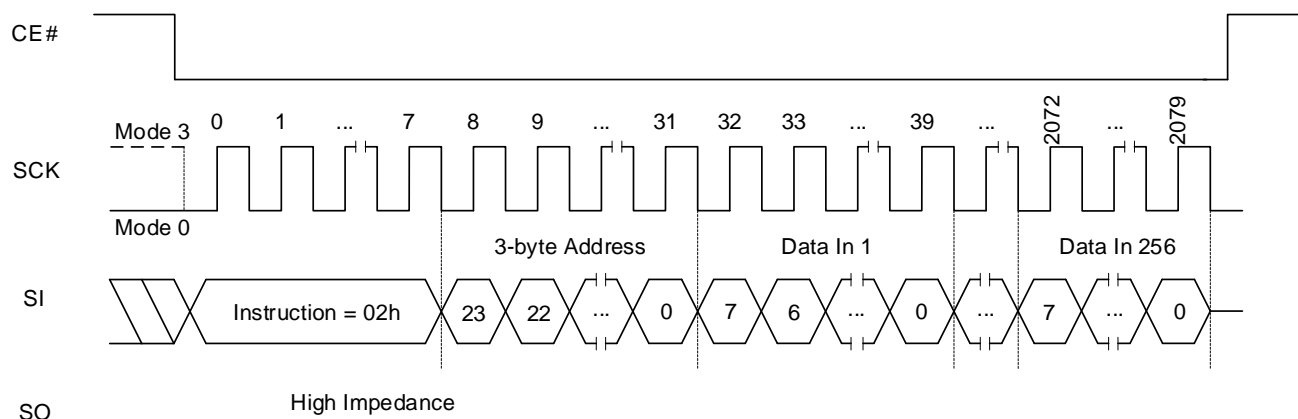 CE#
Mode 3 0 1 ... 7 8 9 ... 31 32 33 ... 39 ... 2072 ... 2079
SCK
Mode 0
3-byte Address Data In 1 Data In 256
SI Instruction = 02h 23 22 ... 0 7 6 ... 0 ... 7 ... 0
High Impedance
SO